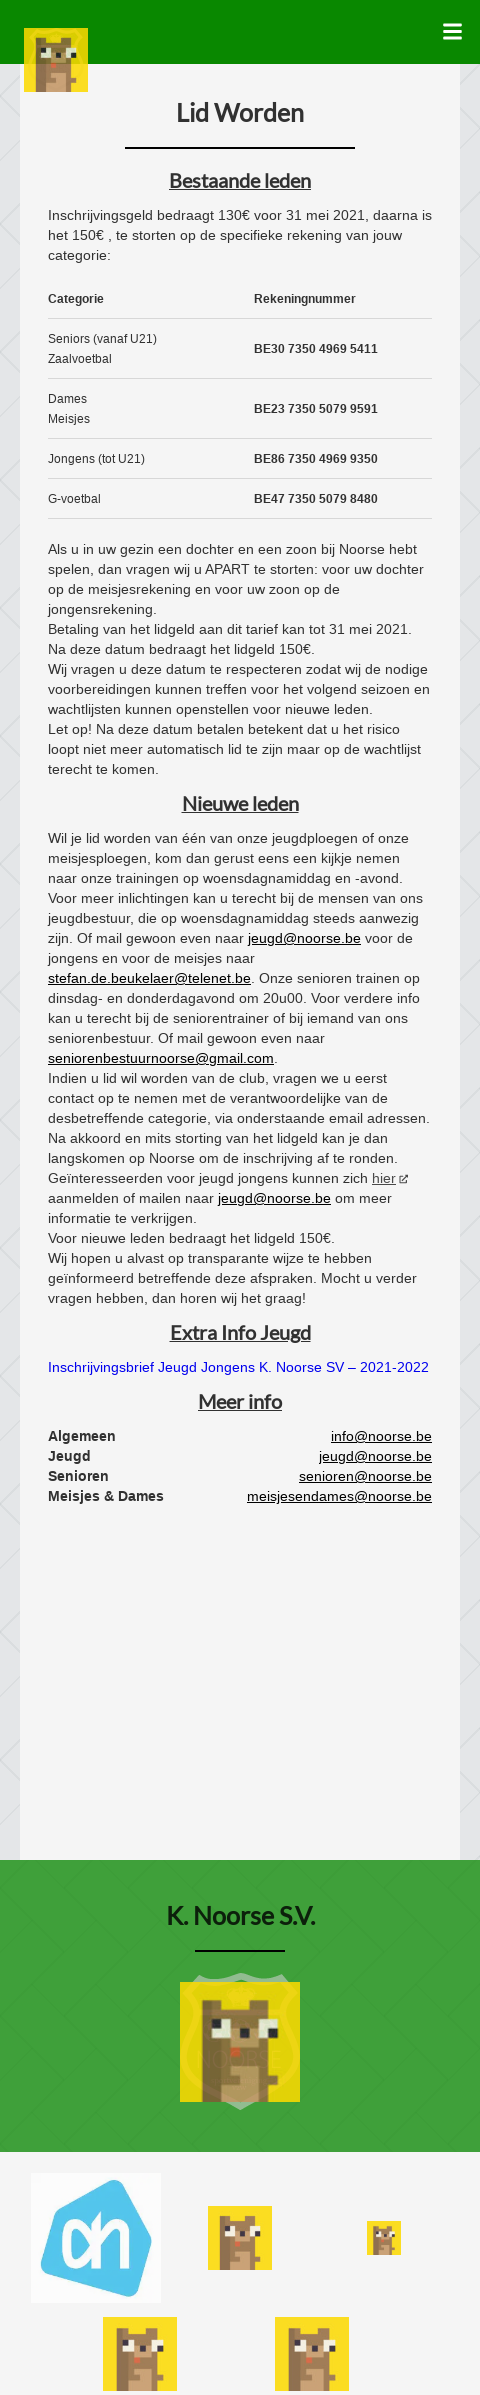 Lid Worden
Bestaande leden
Inschrijvingsgeld bedraagt 130€ voor 31 mei 2021, daarna is
het 150€ , te storten op de specifieke rekening van jouw
categorie:
Categorie Rekeningnummer
Seniors (vanaf U21)
Zaalvoetbal
BE30 7350 4969 5411
Dames
Meisjes
BE23 7350 5079 9591
Jongens (tot U21) BE86 7350 4969 9350
G-voetbal BE47 7350 5079 8480
Als u in uw gezin een dochter en een zoon bij Noorse hebt
spelen, dan vragen wij u APART te storten: voor uw dochter
op de meisjesrekening en voor uw zoon op de
jongensrekening.
Betaling van het lidgeld aan dit tarief kan tot 31 mei 2021.
Na deze datum bedraagt het lidgeld 150€.
Wij vragen u deze datum te respecteren zodat wij de nodige
voorbereidingen kunnen treffen voor het volgend seizoen en
wachtlijsten kunnen openstellen voor nieuwe leden.
Let op! Na deze datum betalen betekent dat u het risico
loopt niet meer automatisch lid te zijn maar op de wachtlijst
terecht te komen.
Nieuwe leden
Wil je lid worden van één van onze jeugdploegen of onze
meisjesploegen, kom dan gerust eens een kijkje nemen
naar onze trainingen op woensdagnamiddag en -avond.
Voor meer inlichtingen kan u terecht bij de mensen van ons
jeugdbestuur, die op woensdagnamiddag steeds aanwezig
zijn. Of mail gewoon even naar jeugd@noorse.be voor de
jongens en voor de meisjes naar
stefan.de.beukelaer@telenet.be. Onze senioren trainen op
dinsdag- en donderdagavond om 20u00. Voor verdere info
kan u terecht bij de seniorentrainer of bij iemand van ons
seniorenbestuur. Of mail gewoon even naar
seniorenbestuurnoorse@gmail.com.
Indien u lid wil worden van de club, vragen we u eerst
contact op te nemen met de verantwoordelijke van de
desbetreffende categorie, via onderstaande email adressen.
Na akkoord en mits storting van het lidgeld kan je dan
langskomen op Noorse om de inschrijving af te ronden.
Geïnteresseerden voor jeugd jongens kunnen zich hier
aanmelden of mailen naar jeugd@noorse.be om meer
informatie te verkrijgen.
Voor nieuwe leden bedraagt het lidgeld 150€.
Wij hopen u alvast op transparante wijze te hebben
geïnformeerd betreffende deze afspraken. Mocht u verder
vragen hebben, dan horen wij het graag!
Extra Info Jeugd
Inschrijvingsbrief Jeugd Jongens K. Noorse SV – 2021-2022
Meer info
Algemeen info@noorse.be
Jeugd jeugd@noorse.be
Senioren senioren@noorse.be
Meisjes & Dames meisjesendames@noorse.be
K. Noorse S.V.